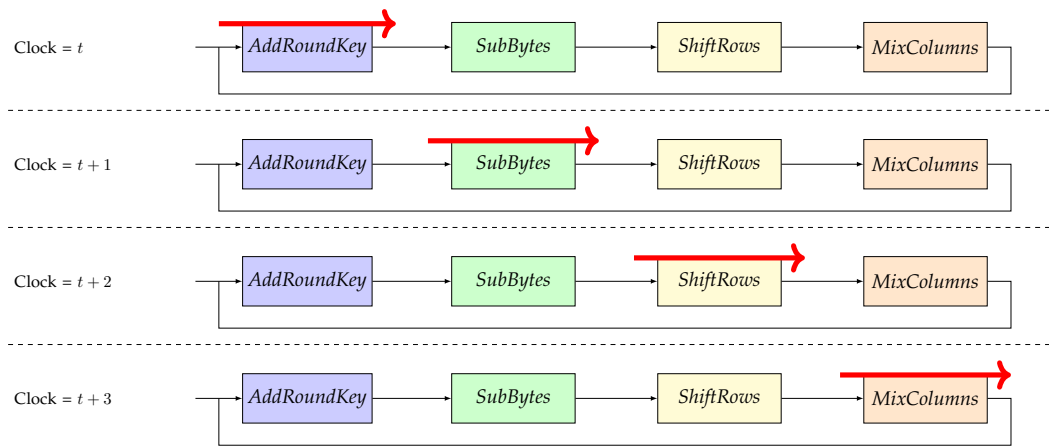 Clock = t AddRoundKey SubBytes ShiftRows MixColumns
Clock = t + 1 AddRoundKey SubBytes ShiftRows MixColumns
Clock = t + 2 AddRoundKey SubBytes ShiftRows MixColumns
Clock = t + 3 AddRoundKey SubBytes ShiftRows MixColumns